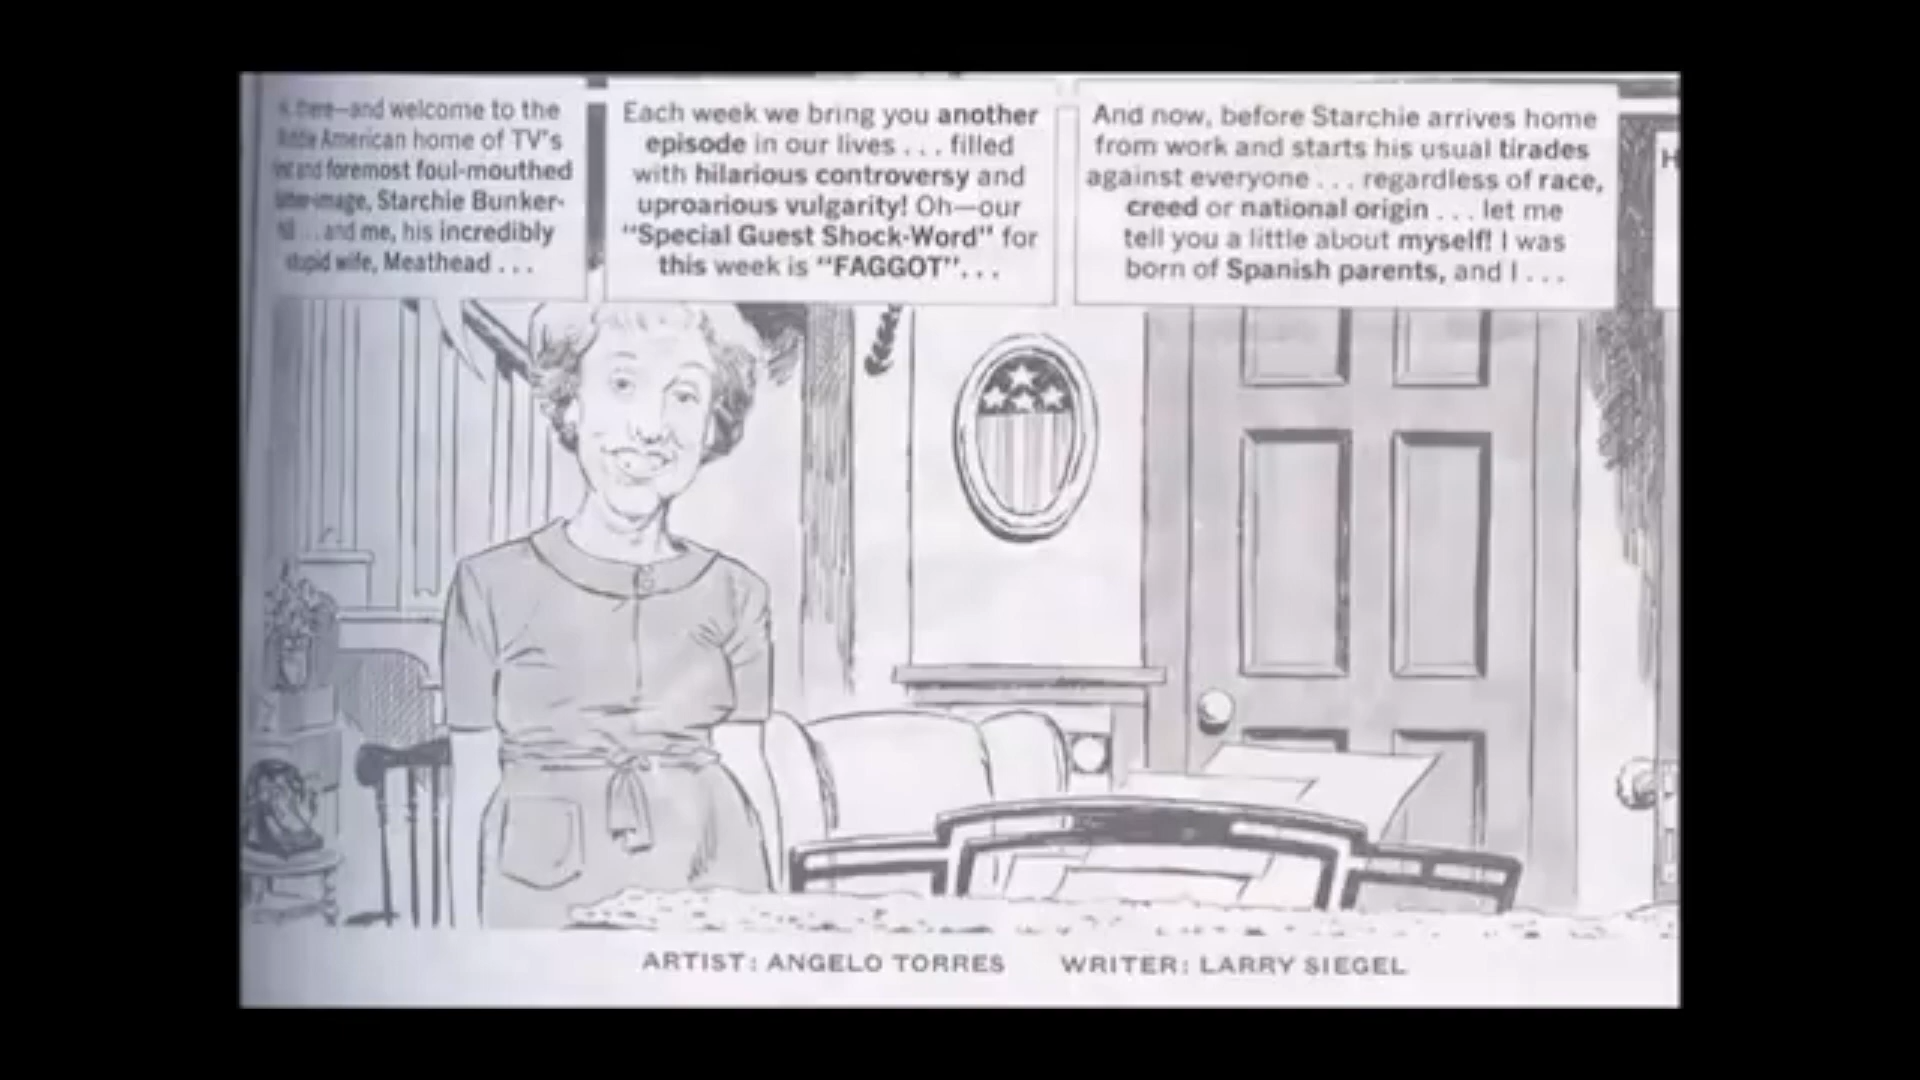 there—and welcome to the
American home of TV's
and foremost foul-mouthed
Starchie Bunker-
... and me, his incredibly
stupid wife, Meathead ...
Each week we bring you another
episode in our lives ... filled
with hilarious controversy and
uproarious vulgarity! Oh—our
"Special Guest Shock-Word" for
this week is "FAGGOT"...
And now, before Starchie arrives home
from work and starts his usual tirades
against everyone ... regardless of race,
creed or national origin ... let me
tell you a little about myself! I was
born of Spanish parents, and I ...
H
ARTIST: ANGELO TORRES
WRITER: LARRY SIEGEL